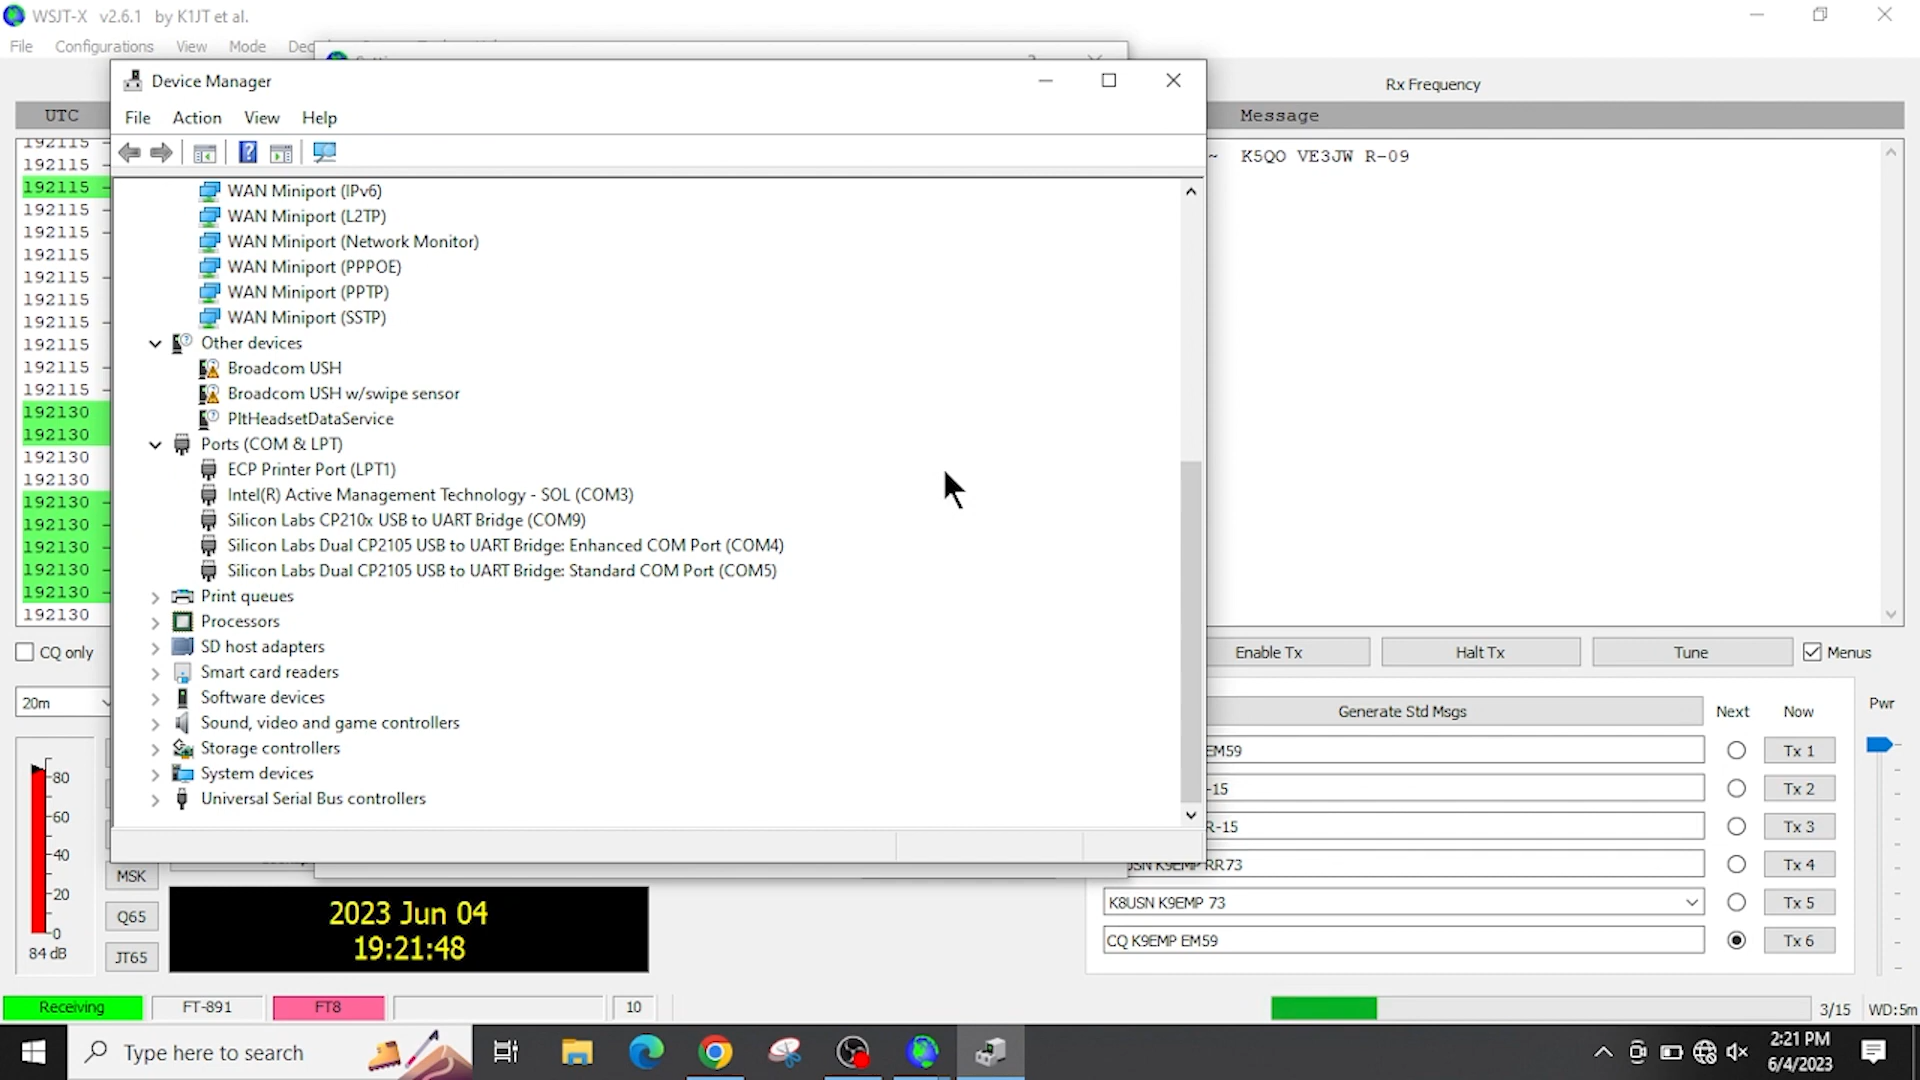 WSJT-X v2.6.1 by K1JT et al.
File Configurations View Mode
Device Manager
File Action View Help
Rx Frequency
UTC
Message
192115
192115
192115
192115
192115
192115
192115
192115
192115
192115
192115
192115
192130
192130
192130
192130
192130
192130
192130
192130
192130
192130
~ K5QO VE3JW R-09
WAN Miniport (IPv6)
WAN Miniport (L2TP)
WAN Miniport (Network Monitor)
WAN Miniport (PPPOE)
WAN Miniport (PPTP)
WAN Miniport (SSTP)
Other devices
Broadcom USH
Broadcom USH w/swipe sensor
PltHeadsetDataService
Ports (COM & LPT)
ECP Printer Port (LPT1)
Intel(R) Active Management Technology - SOL (COM3)
Silicon Labs CP210x USB to UART Bridge (COM9)
Silicon Labs Dual CP2105 USB to UART Bridge: Enhanced COM Port (COM4)
Silicon Labs Dual CP2105 USB to UART Bridge: Standard COM Port (COM5)
Print queues
Processors
SD host adapters
Smart card readers
Software devices
Sound, video and game controllers
Storage controllers
System devices
Universal Serial Bus controllers
CQ only
20m
80
60
40
20
0
84 dB
MSK
Q65
JT65
2023 Jun 04
19:21:48
Enable Tx Halt Tx Tune Menus
Generate Std Msgs Next Now Pwr
EM59 Tx 1
-15 Tx 2
R-15 Tx 3
K9EMP RR73 Tx 4
K8USN K9EMP 73 Tx 5
CQ K9EMP EM59 Tx 6
Receiving FT-891 FT8 10 3/15 WD:5m
Type here to search
2:21 PM
6/4/2023